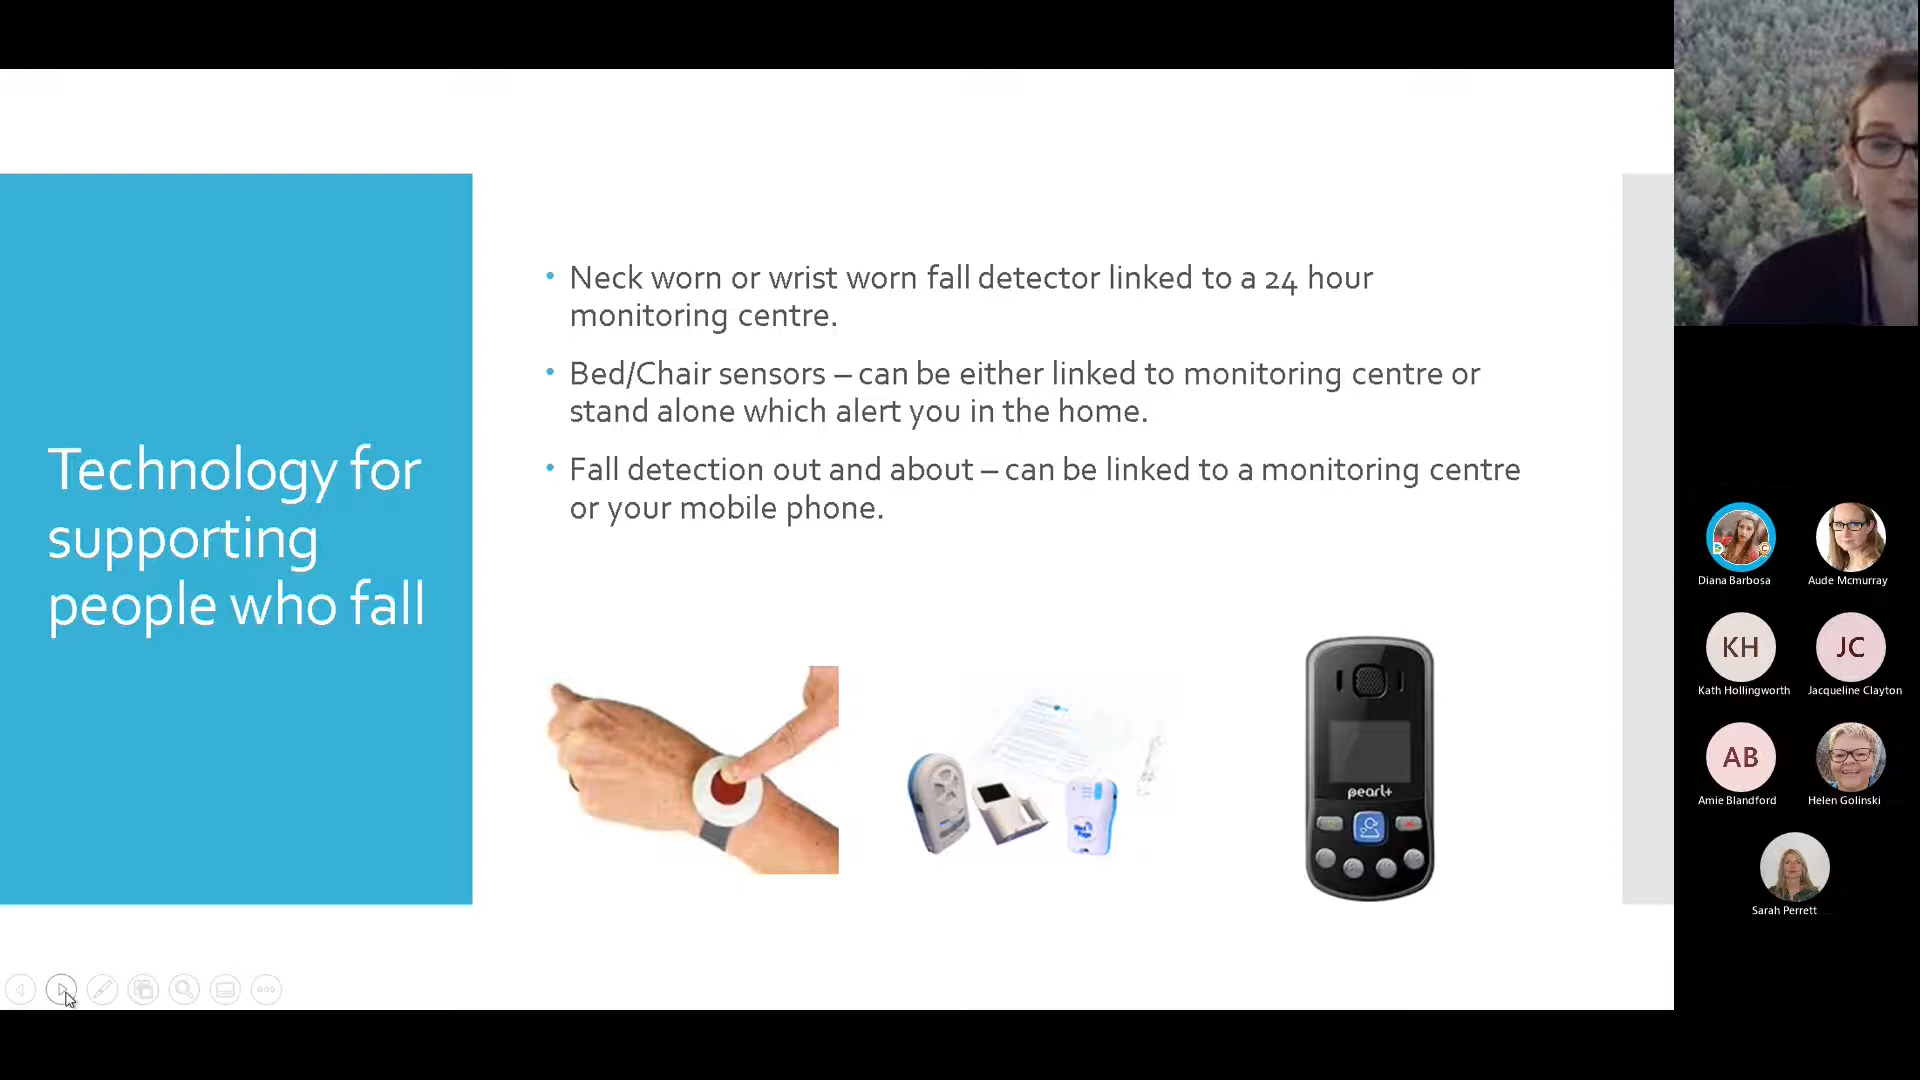 Technology for
supporting
people who fall
• Neck worn or wrist worn fall detector linked to a 24 hour
monitoring centre.
• Bed/Chair sensors – can be either linked to monitoring centre or
stand alone which alert you in the home.
• Fall detection out and about – can be linked to a monitoring centre
or your mobile phone.
pearl+
Diana Barbosa
Aude Mcmurray
KH
Kath Hollingworth
JC
Jacqueline Clayton
AB
Amie Blandford
Helen Golinski
Sarah Perrett